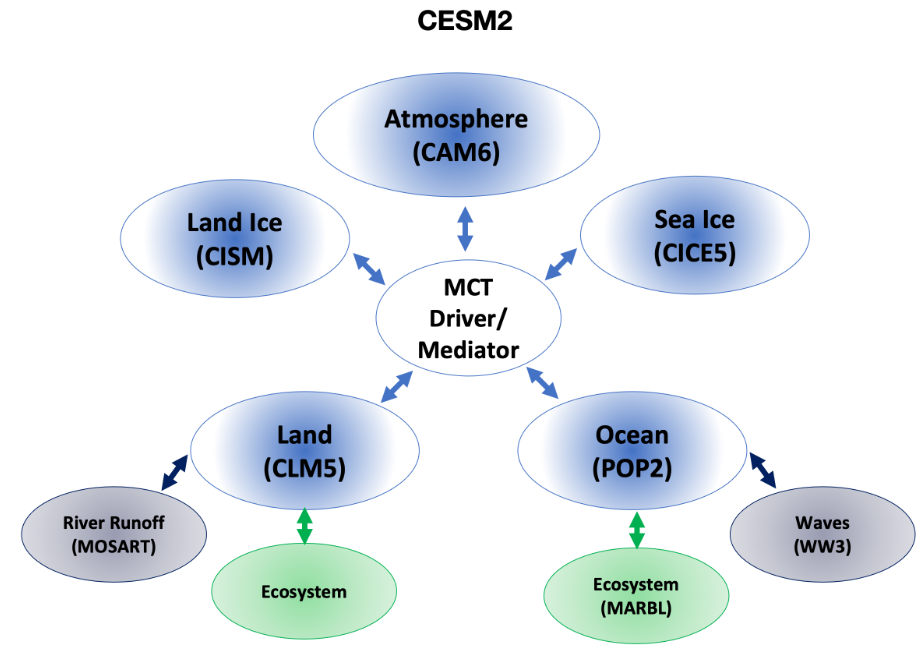 CESM2
Atmosphere
(CAM6)
Land Ice
(CISM)
Sea Ice
(CICE5)
MCT
Driver/
Mediator
Land
(CLM5)
Ocean
(POP2)
River Runoff
(MOSART)
Waves
(WW3)
Ecosystem
Ecosystem
(MARBL)